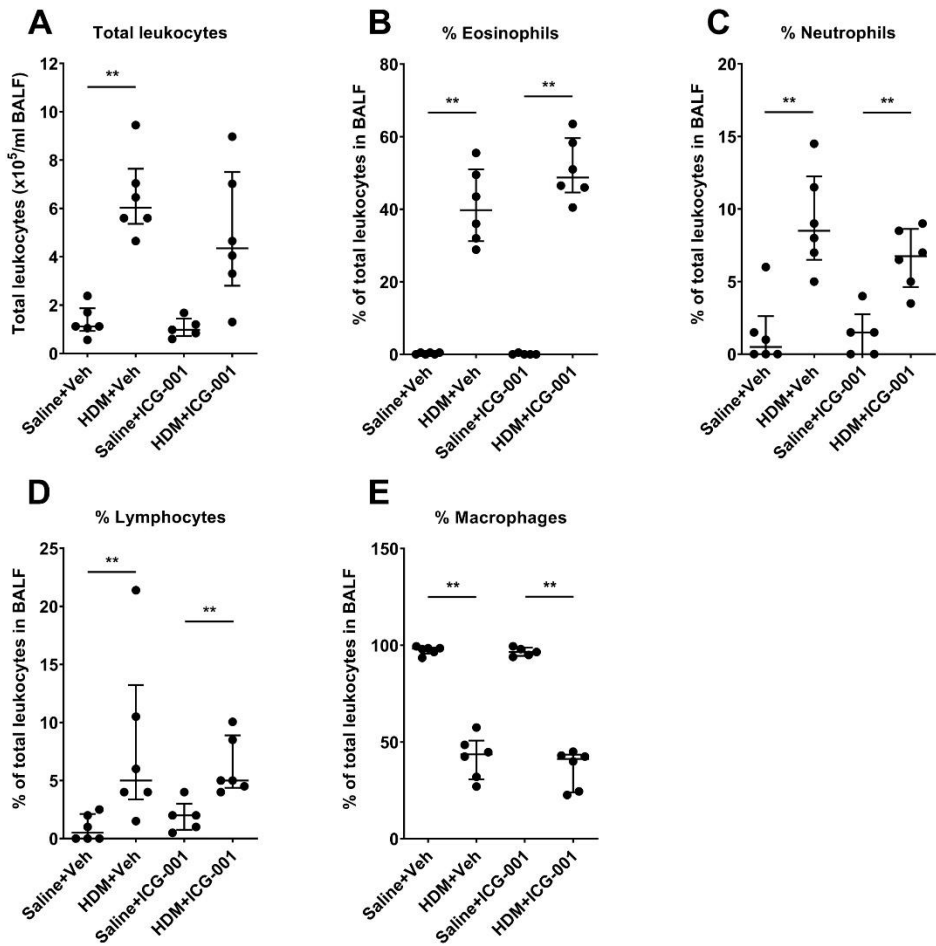 A
Total leukocytes
Total leukocytes (x10⁵/ml BALF)
12
10
8
6
4
2
0
**
Saline+Veh
HDM+Veh
Saline+ICG-001
HDM+ICG-001
B
% Eosinophils
% of total leukocytes in BALF
80
60
40
20
0
**
**
Saline+Veh
HDM+Veh
Saline+ICG-001
HDM+ICG-001
C
% Neutrophils
% of total leukocytes in BALF
20
15
10
5
0
**
**
Saline+Veh
HDM+Veh
Saline+ICG-001
HDM+ICG-001
D
% Lymphocytes
% of total leukocytes in BALF
25
20
15
10
5
0
**
**
Saline+Veh
HDM+Veh
Saline+ICG-001
HDM+ICG-001
E
% Macrophages
% of total leukocytes in BALF
150
100
50
0
**
**
Saline+Veh
HDM+Veh
Saline+ICG-001
HDM+ICG-001